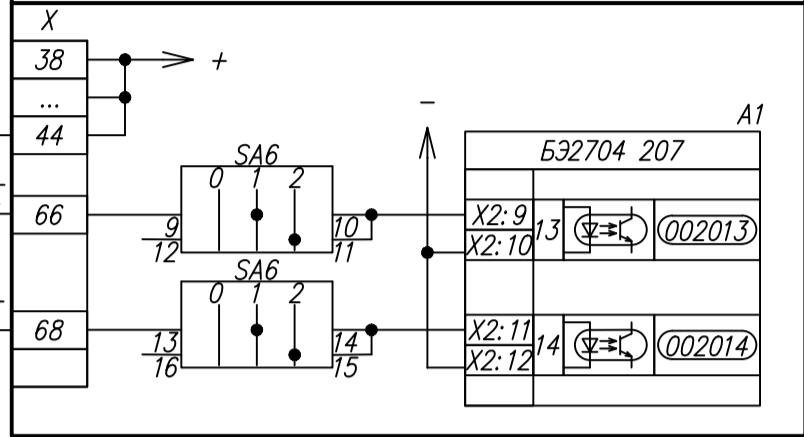 X
38
+
...
44
66
68
SA6
0 1 2
9 10
12 11
SA6
0 1 2
13 14
16 15
–
A1
БЭ2704 207
X2:9
X2:10
13
002013
X2:11
X2:12
14
002014